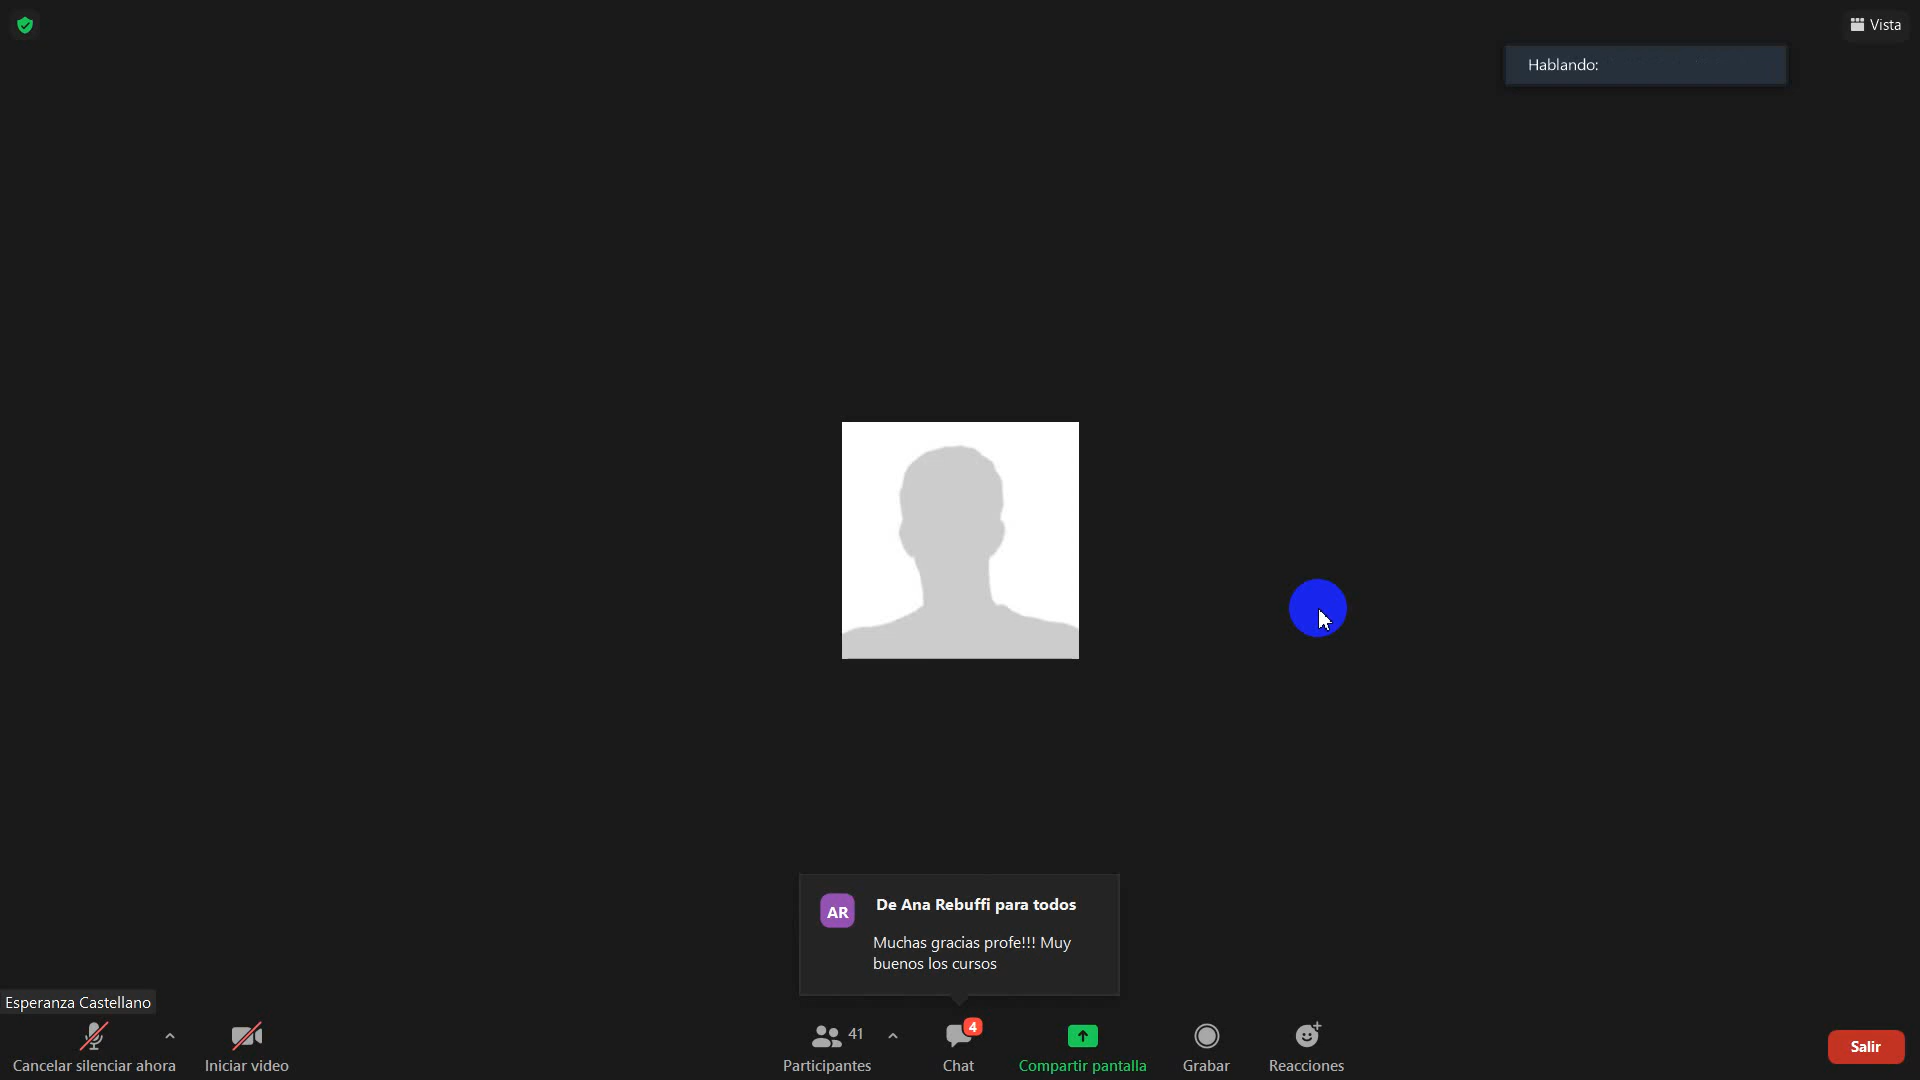 Vista
Hablando:
AR
De Ana Rebuffi para todos
Muchas gracias profe!!! Muy
buenos los cursos
Esperanza Castellano
41
4
Cancelar silenciar ahora
Iniciar video
Participantes
Chat
Compartir pantalla
Grabar
Reacciones
Salir